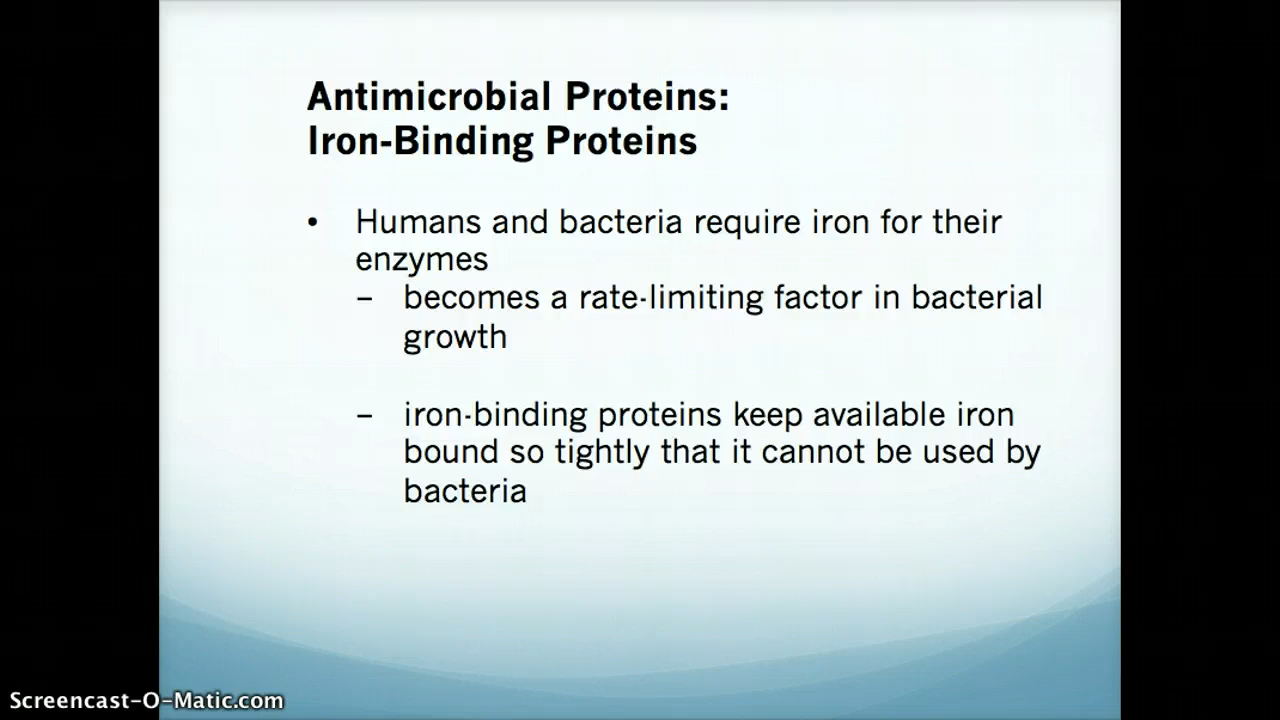 Antimicrobial Proteins:
Iron-Binding Proteins
• Humans and bacteria require iron for their
enzymes
– becomes a rate-limiting factor in bacterial
growth
– iron-binding proteins keep available iron
bound so tightly that it cannot be used by
bacteria
Screencast-O-Matic.com